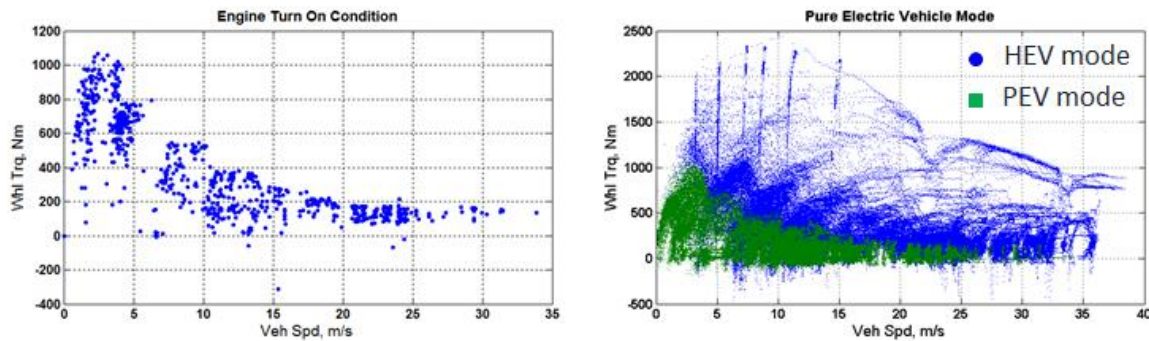 Engine Turn On Condition
1200
1000
800
600
400
200
0
-200
-400
0 5 10 15 20 25 30 35
Whl Trq, Nm
Veh Spd, m/s
Pure Electric Vehicle Mode
2500
2000
1500
1000
500
0
-500
0 5 10 15 20 25 30 35 40
Whl Trq, Nm
Veh Spd, m/s
HEV mode
PEV mode